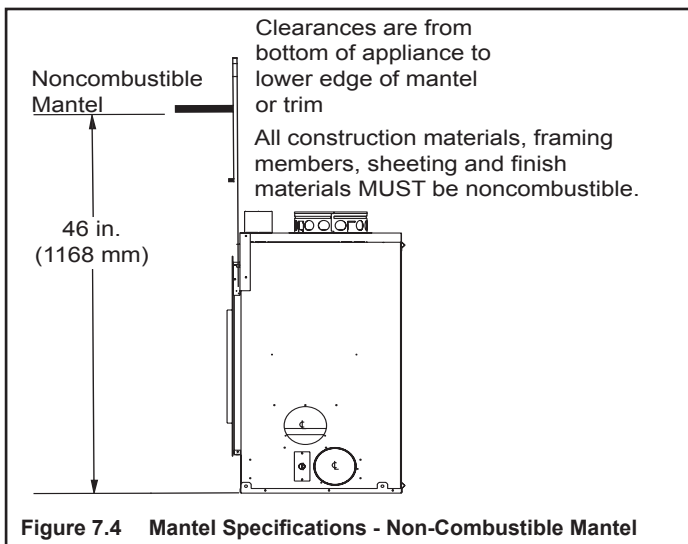 Clearances are from
bottom of appliance to
lower edge of mantel
or trim
Noncombustible
Mantel
All construction materials, framing
members, sheeting and finish
materials MUST be noncombustible.
46 in.
(1168 mm)
℄
℄
Figure 7.4 Mantel Specifications - Non-Combustible Mantel